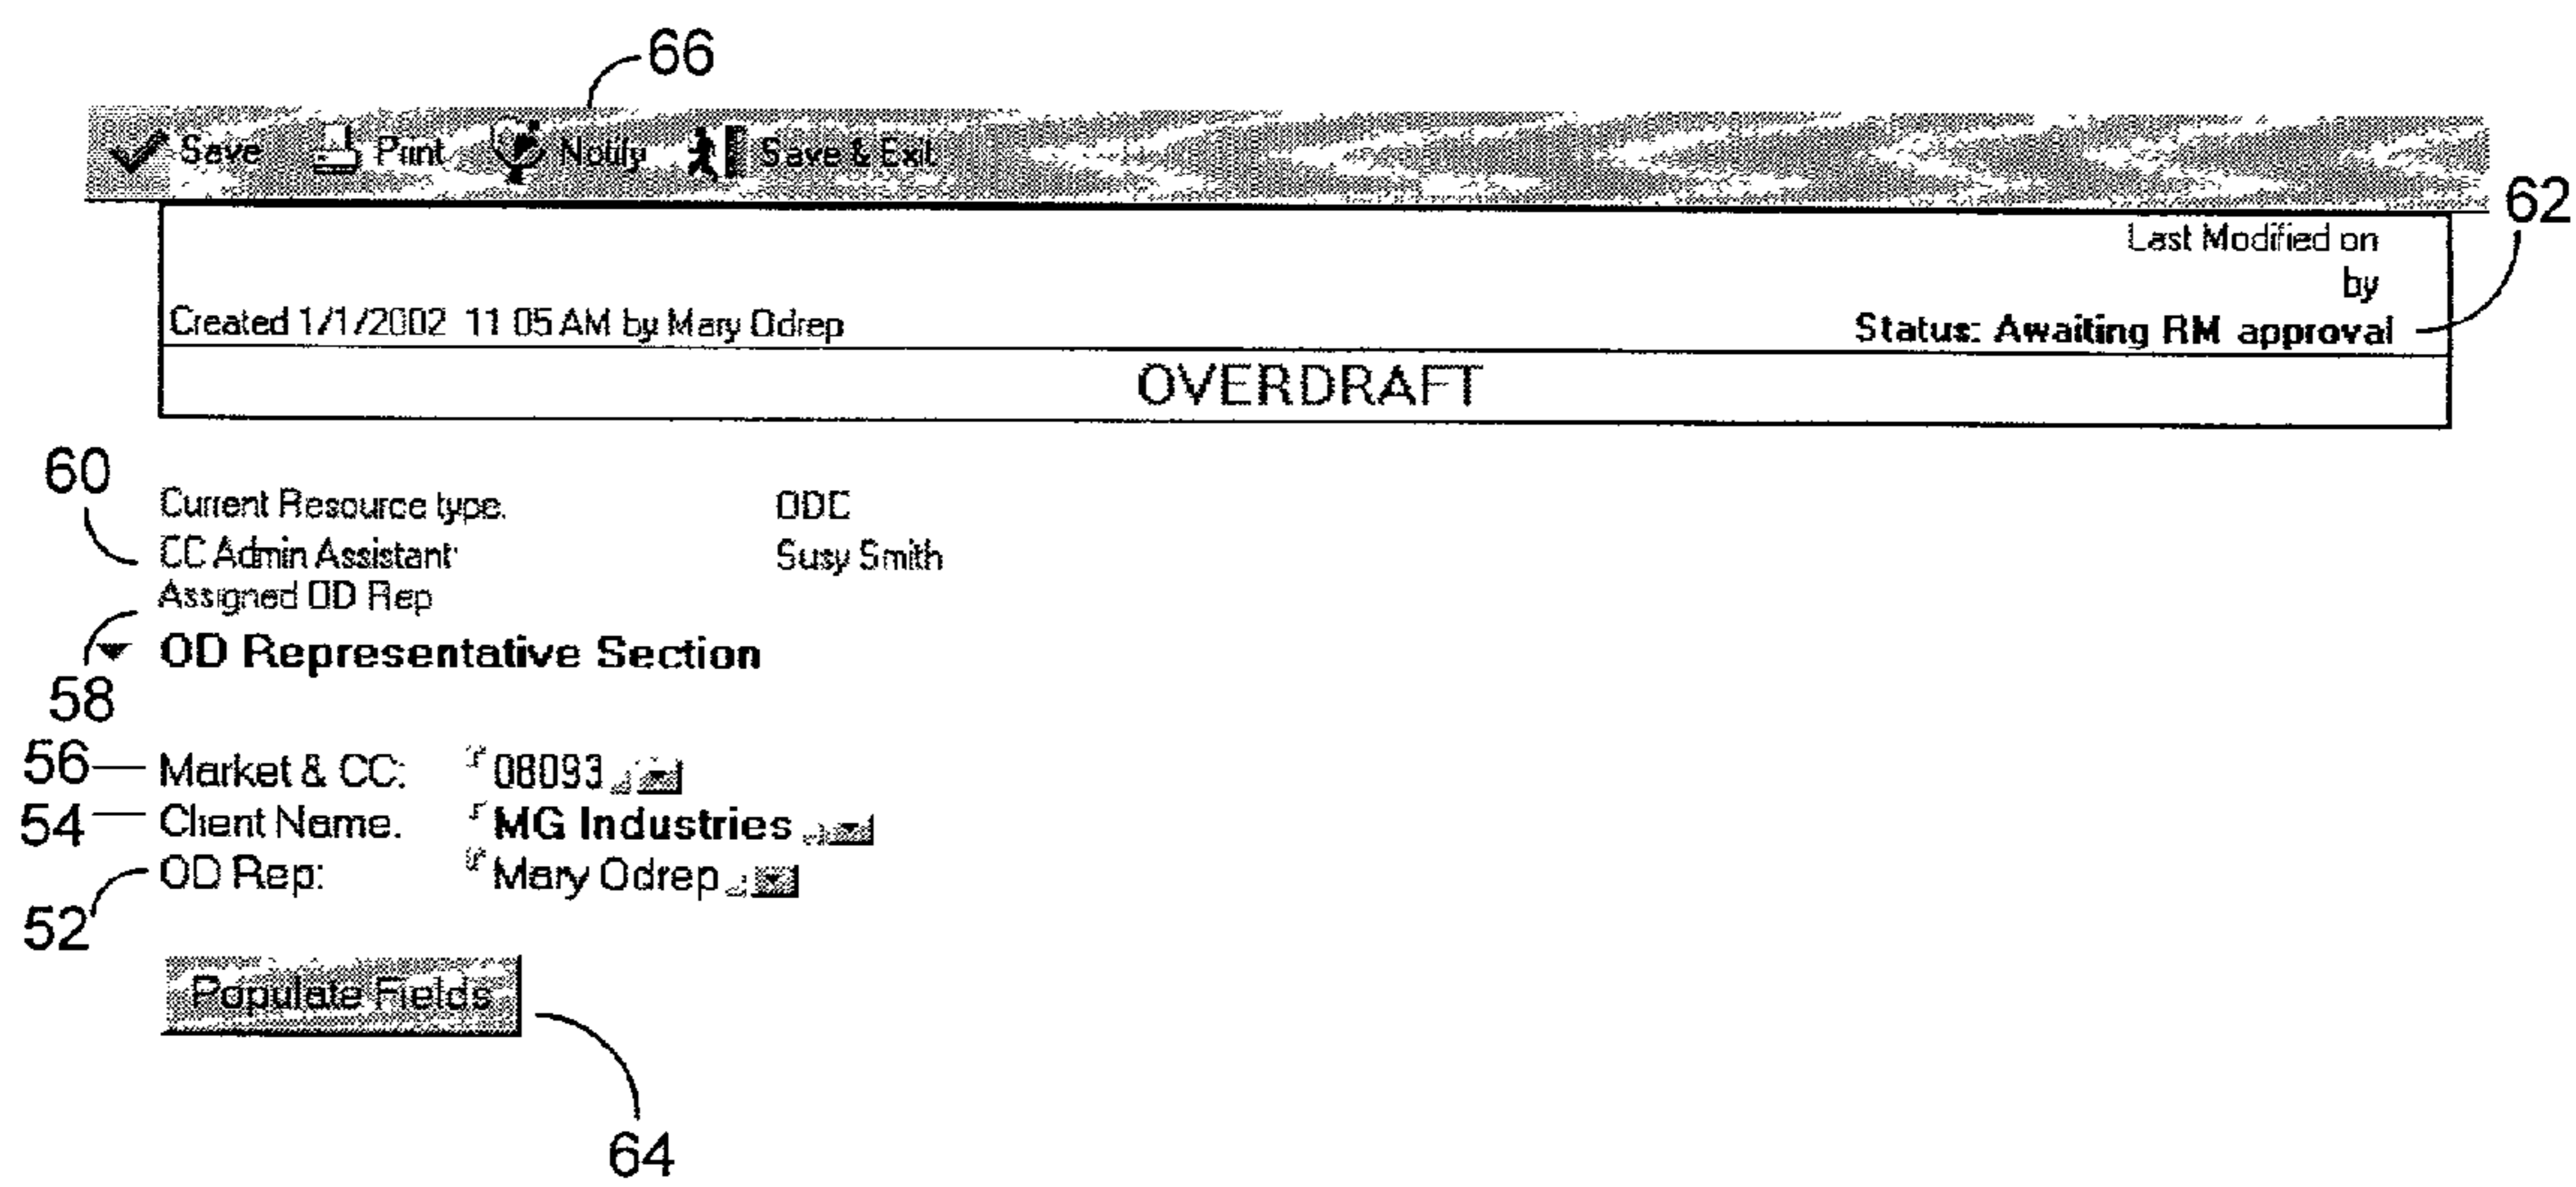 66
Save Print Notify Save & Exit
62
Last Modified on
by
Created 1/1/2002 11 05 AM by Mary Odrep
Status: Awaiting RM approval
OVERDRAFT
60
Current Resource type. ODC
CC Admin Assistant: Susy Smith
Assigned OD Rep
OD Representative Section
58
56 Market & CC: 08093
54 Client Name. MG Industries
OD Rep: Mary Odrep
52
Populate Fields
64